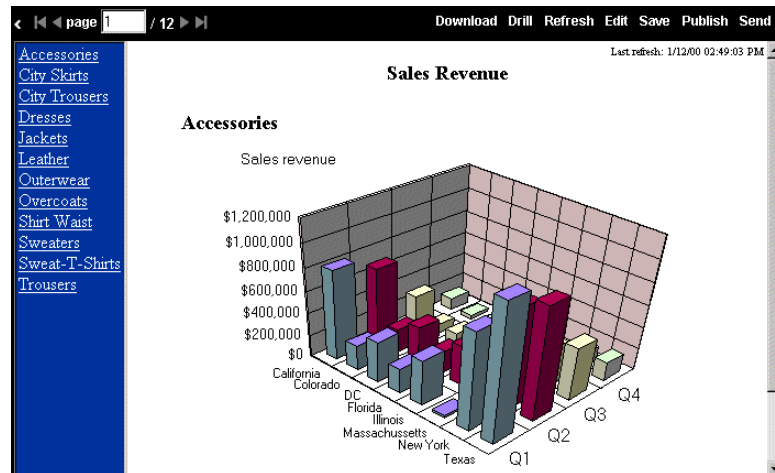 page 1 / 12 Download Drill Refresh Edit Save Publish Send
Last refresh: 1/12/00 02:49:03 PM
Accessories
City Skirts
City Trousers
Dresses
Jackets
Leather
Outerwear
Overcoats
Shirt Waist
Sweaters
Sweat-T-Shirts
Trousers
Sales Revenue
Accessories
Sales revenue
$1,200,000
$1,000,000
$800,000
$600,000
$400,000
$200,000
$0
California
Colorado
DC
Florida
Illinois
Massachussetts
New York
Texas
Q1
Q2
Q3
Q4